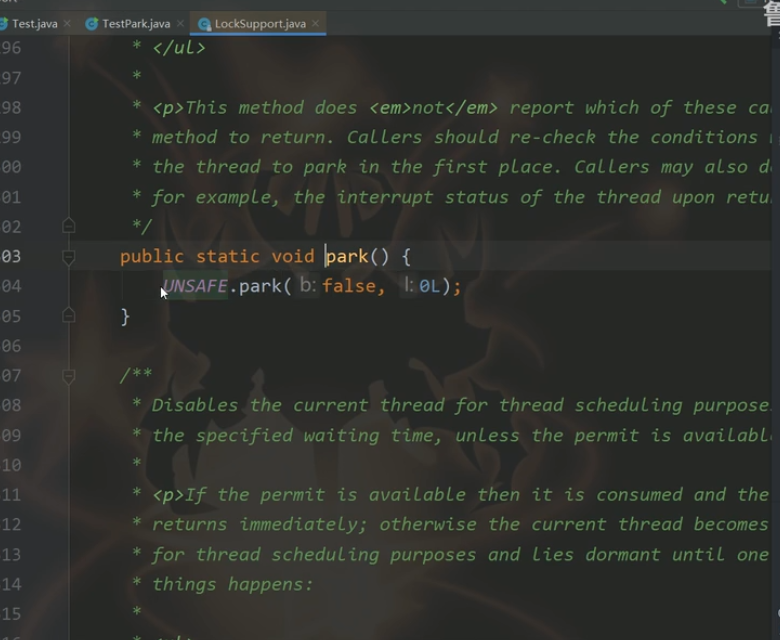 Test.java × TestPark.java × LockSupport.java ×
96 * </ul>
97 *
98 * <p>This method does <em>not</em> report which of these
99 * method to return. Callers should re-check the conditions
00 * the thread to park in the first place. Callers may also
01 * for example, the interrupt status of the thread upon
02 */
03 public static void park() {
04 UNSAFE.park( b: false, l: 0L);
05 }
06
07 /**
08 * Disables the current thread for thread scheduling
09 * the specified waiting time, unless the permit is
10 *
11 * <p>If the permit is available then it is consumed and the
12 * returns immediately; otherwise the current thread becomes
13 * for thread scheduling purposes and lies dormant until one
14 * things happens:
15 *